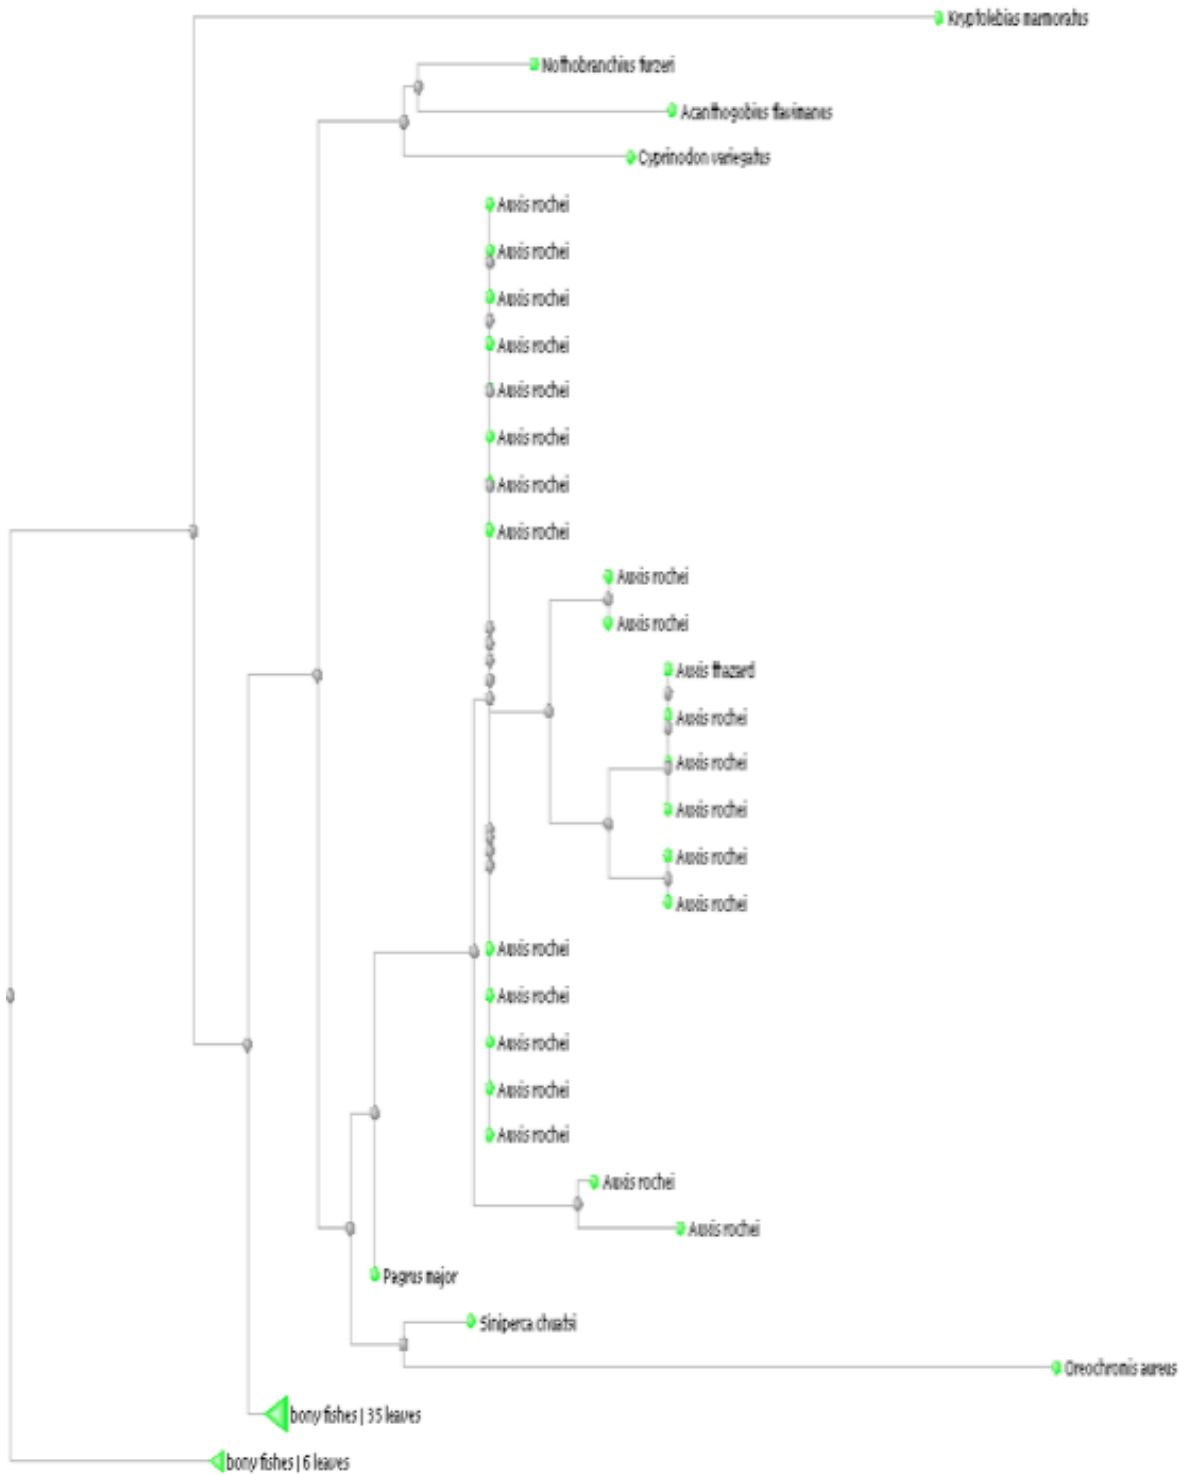 Kryptolebias marmoratus
Nothobranchius furzeri
Acanthogobius flavimanus
Cyprinodon variegatus
Auxis rochei
Auxis rochei
Auxis rochei
Auxis rochei
Auxis rochei
Auxis rochei
Auxis rochei
Auxis rochei
Auxis rochei
Auxis rochei
Auxis thazard
Auxis rochei
Auxis rochei
Auxis rochei
Auxis rochei
Auxis rochei
Auxis rochei
Auxis rochei
Auxis rochei
Auxis rochei
Auxis rochei
Auxis rochei
Auxis rochei
Pagrus major
Siniperca chuatsi
Oreochromis aureus
bony fishes | 35 leaves
bony fishes | 6 leaves